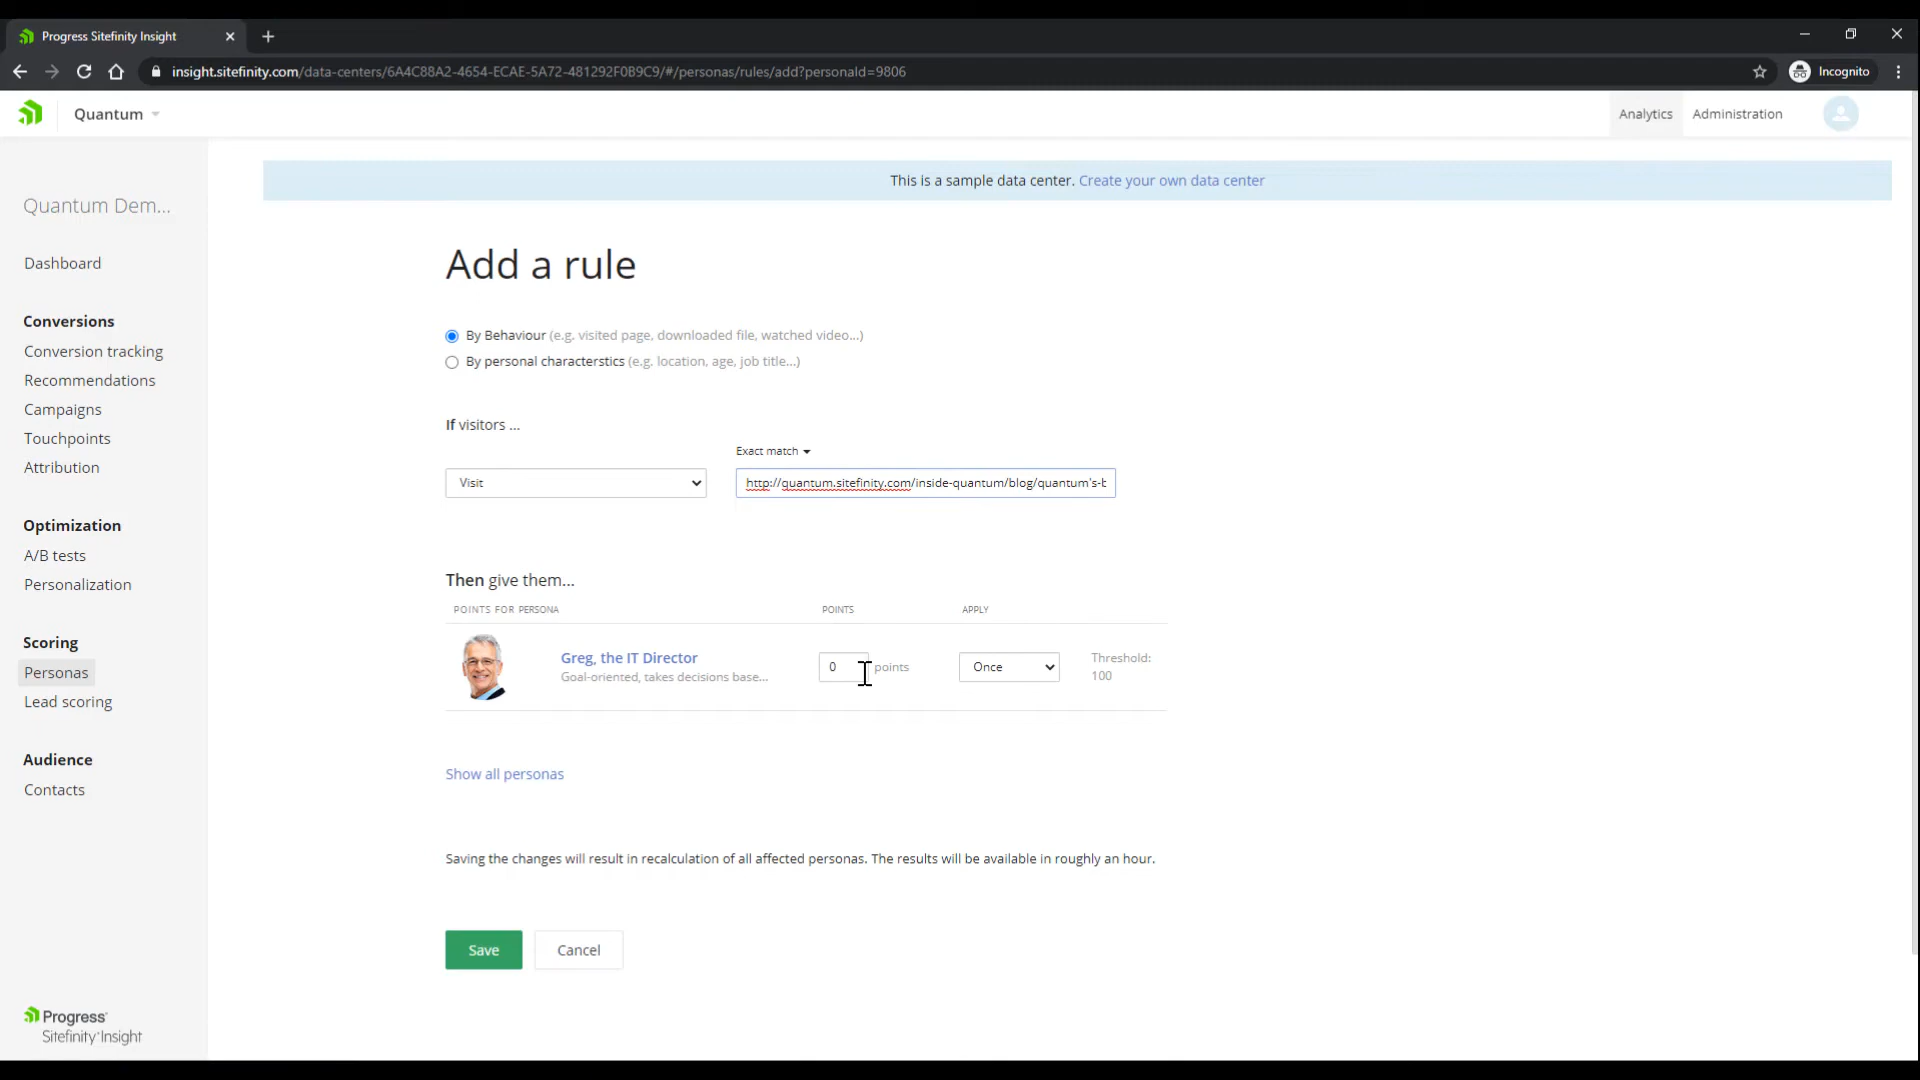 Progress Sitefinity Insight
insight.sitefinity.com/data-centers/6A4C88A2-4654-ECAE-5A72-481292F0B9C9/#/personas/rules/add?personaId=9806
Incognito
Quantum
Analytics
Administration
This is a sample data center. Create your own data center
Quantum Dem...
Dashboard
Conversions
Conversion tracking
Recommendations
Campaigns
Touchpoints
Attribution
Optimization
A/B tests
Personalization
Scoring
Personas
Lead scoring
Audience
Contacts
Progress
Sitefinity Insight
Add a rule
By Behaviour (e.g. visited page, downloaded file, watched video...)
By personal characterstics (e.g. location, age, job title...)
If visitors ...
Exact match
Visit
http://quantum.sitefinity.com/inside-quantum/blog/quantum's-b
Then give them...
POINTS FOR PERSONA
POINTS
APPLY
Greg, the IT Director
Goal-oriented, takes decisions base...
0
points
Once
Threshold:
100
Show all personas
Saving the changes will result in recalculation of all affected personas. The results will be available in roughly an hour.
Save
Cancel